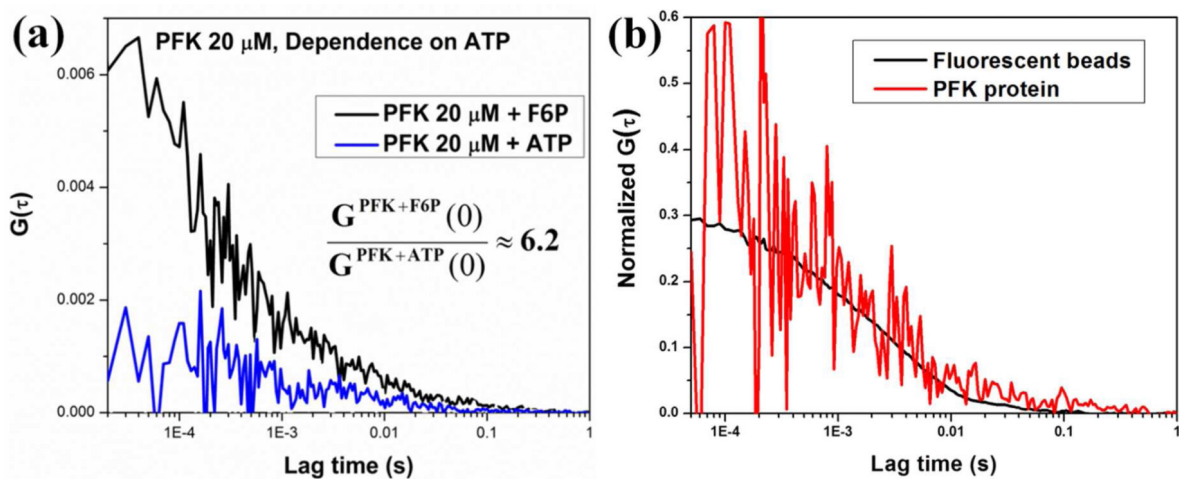 (a)
PFK 20 μM, Dependence on ATP
PFK 20 μM + F6P
PFK 20 μM + ATP
G^PFK+F6P(0)
G^PFK+ATP(0)
≈ 6.2
G(τ)
0.006
0.004
0.002
0.000
1E-4 1E-3 0.01 0.1 1
Lag time (s)
(b)
Fluorescent beads
PFK protein
Normalized G(τ)
0.6
0.5
0.4
0.3
0.2
0.1
0.0
1E-4 1E-3 0.01 0.1 1
Lag time (s)